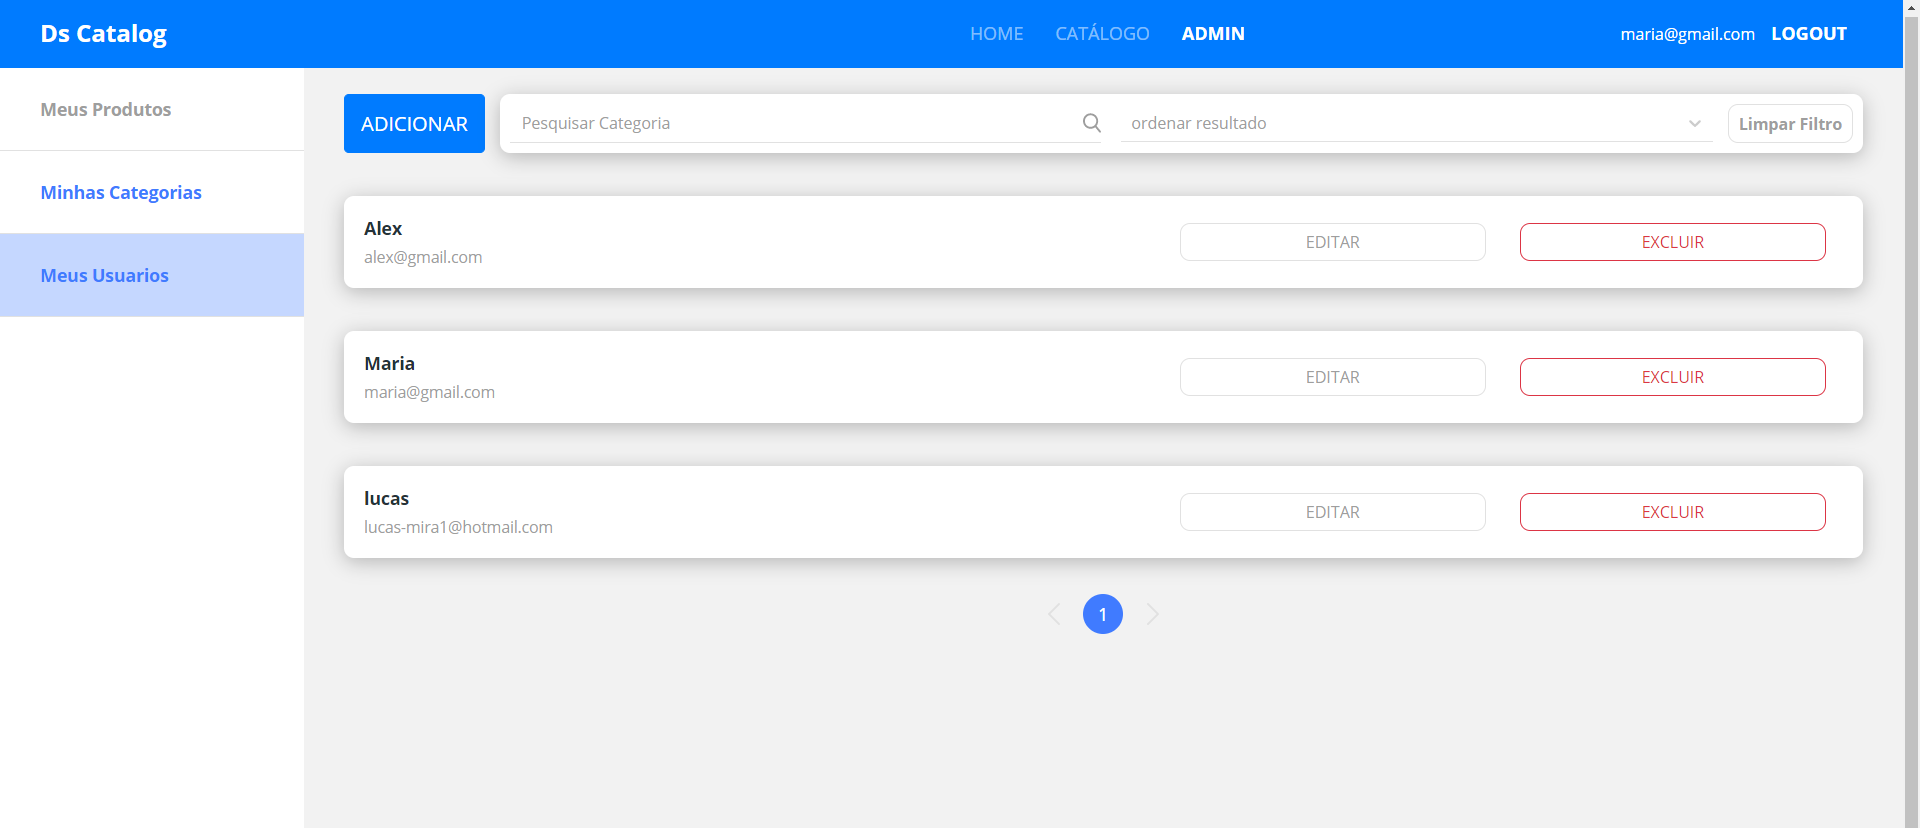 Ds Catalog
HOME CATÁLOGO ADMIN
maria@gmail.com LOGOUT
Meus Produtos
Minhas Categorias
Meus Usuarios
ADICIONAR
Pesquisar Categoria
ordenar resultado
Limpar Filtro
Alex
alex@gmail.com
EDITAR
EXCLUIR
Maria
maria@gmail.com
EDITAR
EXCLUIR
lucas
lucas-mira1@hotmail.com
EDITAR
EXCLUIR
1